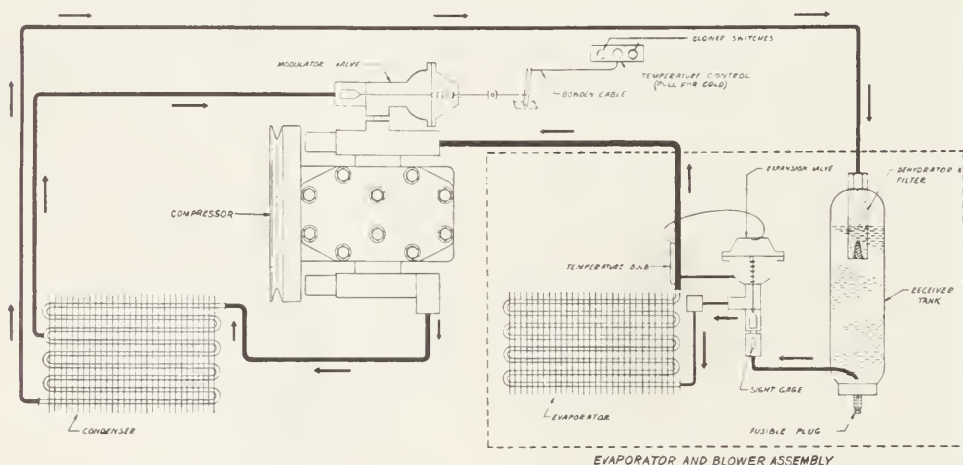 BLOWER SWITCHES
MODULATOR VALVE
TEMPERATURE CONTROL
(PULL FOR COLD)
BOWDEN CABLE
EXPANSION VALVE
DEHYDRATOR &
FILTER
COMPRESSOR
TEMPERATURE BULB
RECEIVER
TANK
SIGHT GAGE
EVAPORATOR
CONDENSER
FUSIBLE PLUG
EVAPORATOR AND BLOWER ASSEMBLY